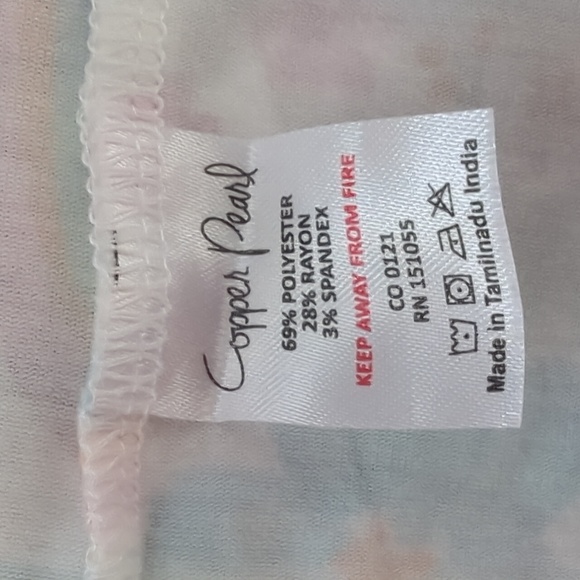 Copper Pearl
69% POLYESTER
28% RAYON
3% SPANDEX
KEEP AWAY FROM FIRE
CO 0121
RN 151055
Made in Tamilnadu India